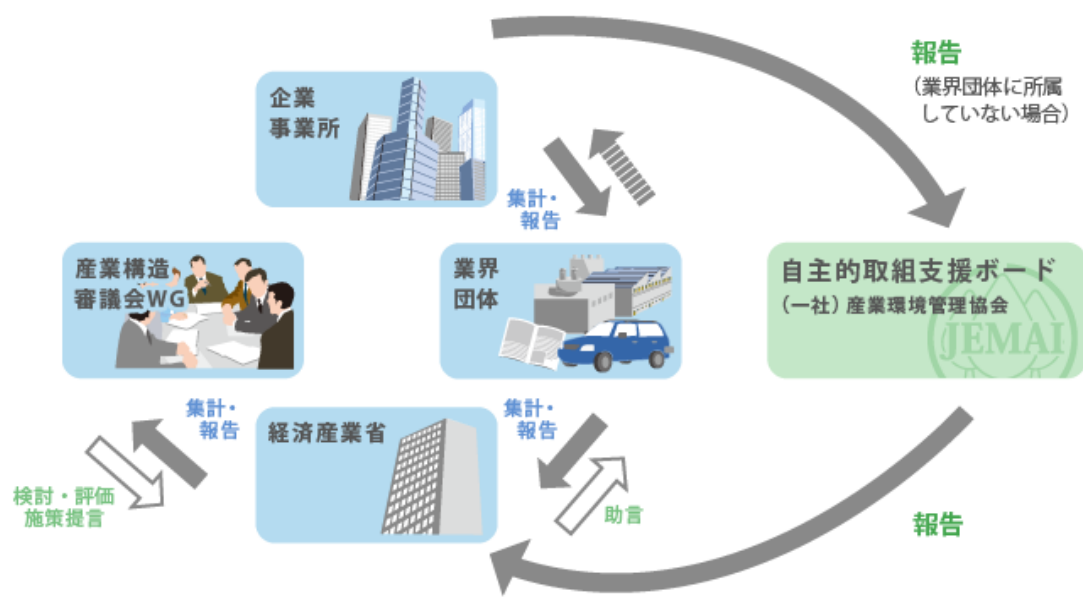 報告
（業界団体に所属
していない場合）
企業
事業所
集計・
報告
産業構造
審議会WG
業界
団体
自主的取組支援ボード
（一社）産業環境管理協会
JEMAI
集計・
報告
経済産業省
集計・
報告
検討・評価
施策提言
助言
報告